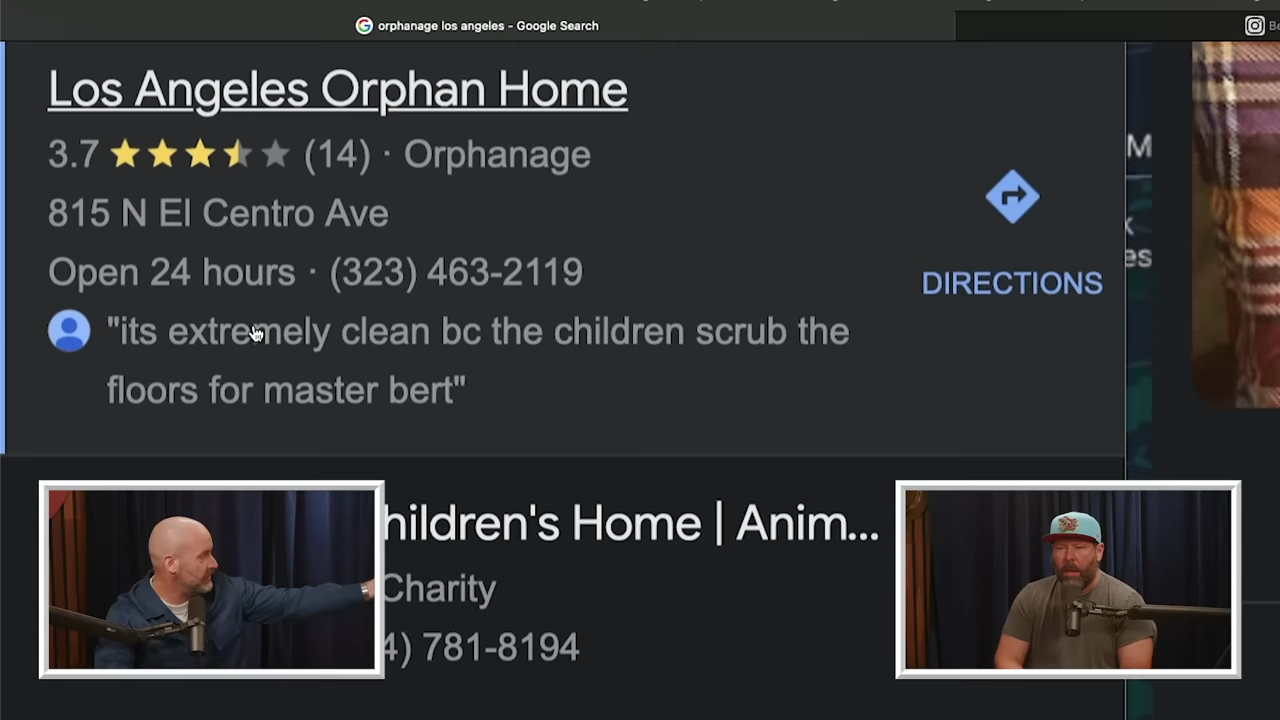 orphanage los angeles - Google Search
Be
Los Angeles Orphan Home
3.7 (14) · Orphanage
815 N El Centro Ave
Open 24 hours · (323) 463-2119
DIRECTIONS
"its extremely clean bc the children scrub the
floors for master bert"
M
es
hildren's Home | Anim...
Charity
4) 781-8194